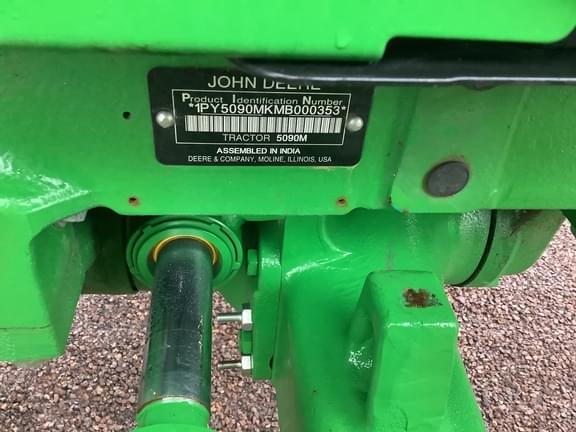 JOHN DEERE
Product Identification Number
*1PY5090MKMB000353*
TRACTOR 5090M
ASSEMBLED IN INDIA
DEERE & COMPANY, MOLINE, ILLINOIS, USA